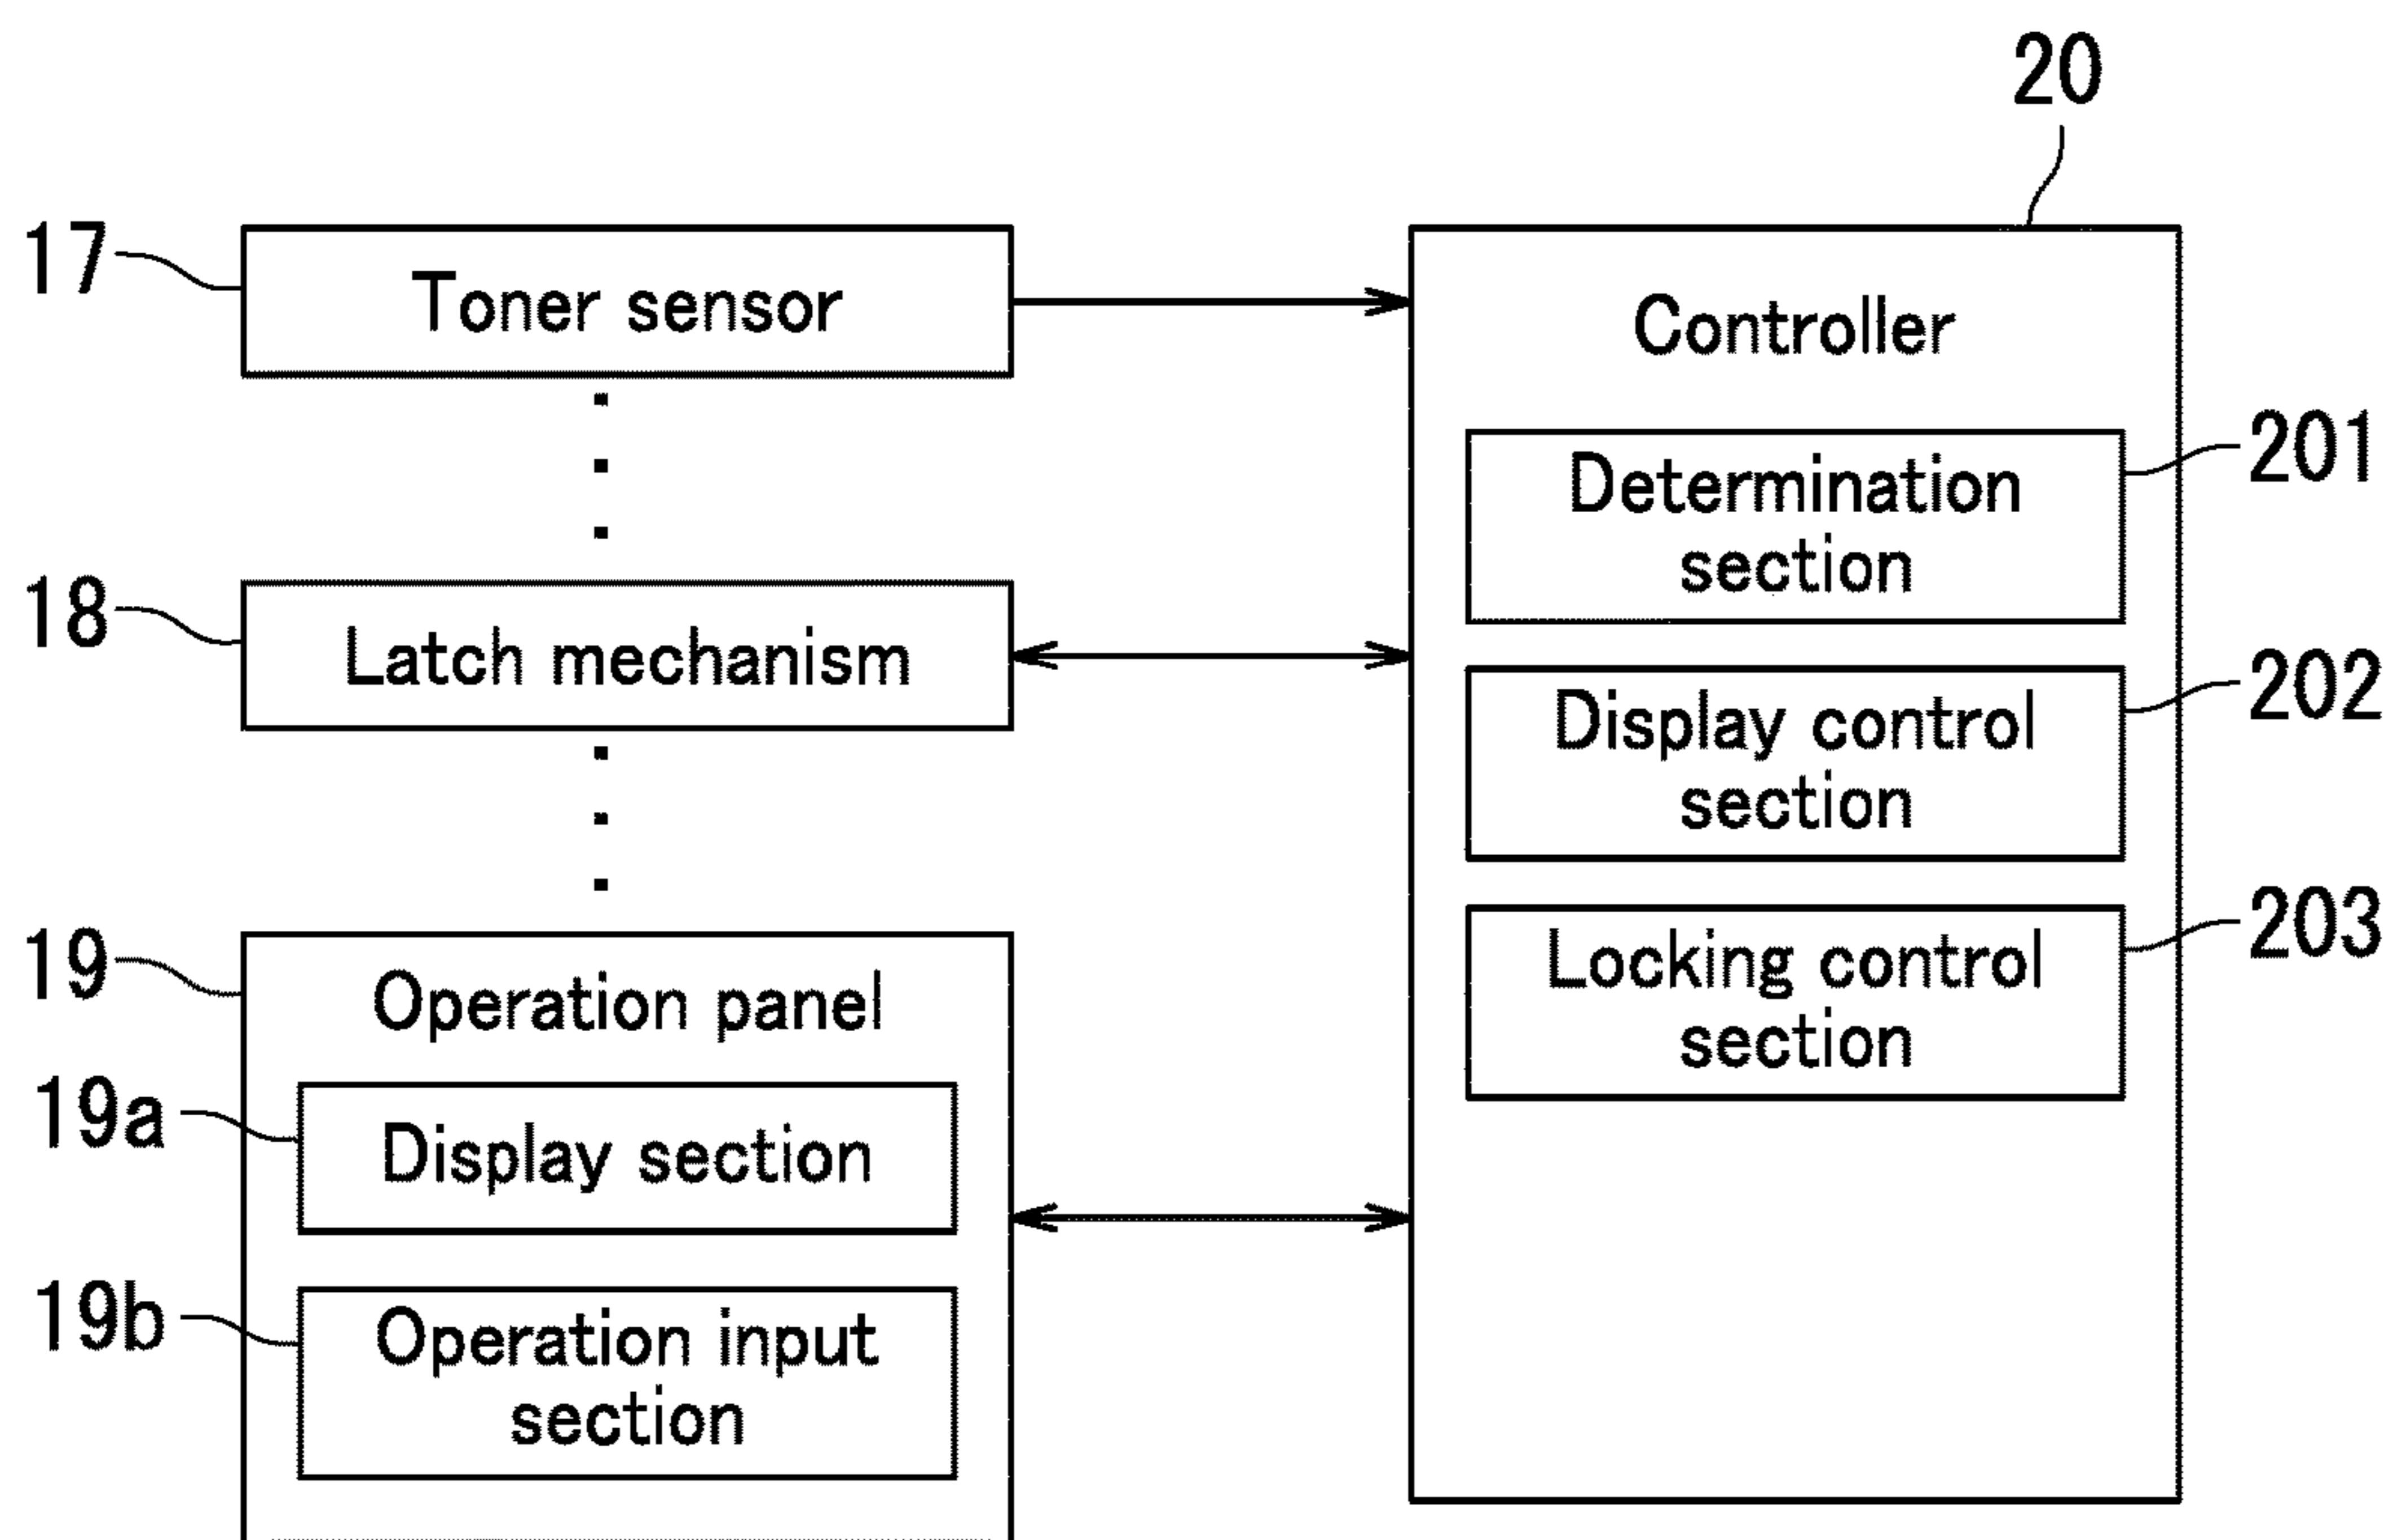 20
17
Toner sensor
Controller
201
Determination
section
18
Latch mechanism
202
Display control
section
203
Locking control
section
19
Operation panel
19a
Display section
19b
Operation input
section